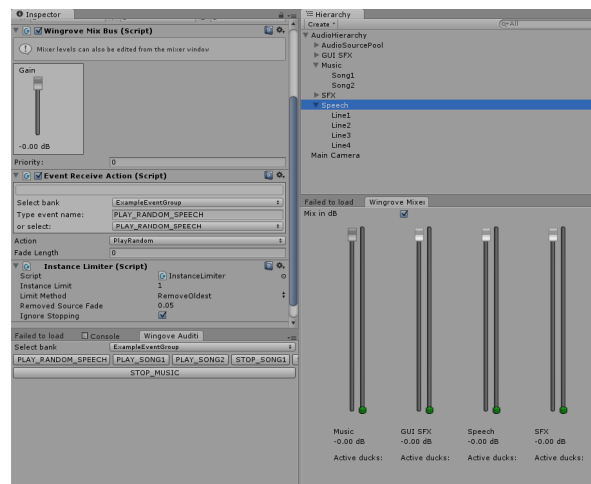 Inspector
Wingrove Mix Bus (Script)
Mixer levels can also be edited from the mixer window
Gain
-0.00 dB
Priority: 0
Event Receive Action (Script)
Select bank ExampleEventGroup
Type event name: PLAY_RANDOM_SPEECH
or select: PLAY_RANDOM_SPEECH
Action PlayRandom
Fade Length 0
Instance Limiter (Script)
Script InstanceLimiter
Instance Limit 1
Limit Method RemoveOldest
Removed Source Fade 0.05
Ignore Stopping
Failed to load Console Wingove Auditi
Select bank ExampleEventGroup
PLAY_RANDOM_SPEECH PLAY_SONG1 PLAY_SONG2 STOP_SONG1
STOP_MUSIC
Hierarchy
Create All
AudioHierarchy
AudioSourcePool
GUI SFX
Music
Song1
Song2
SFX
Speech
Line1
Line2
Line3
Line4
Main Camera
Failed to load Wingrove Mixer
Mix in dB
Music GUI SFX Speech SFX
-0.00 dB -0.00 dB -0.00 dB -0.00 dB
Active ducks: Active ducks: Active ducks: Active ducks: